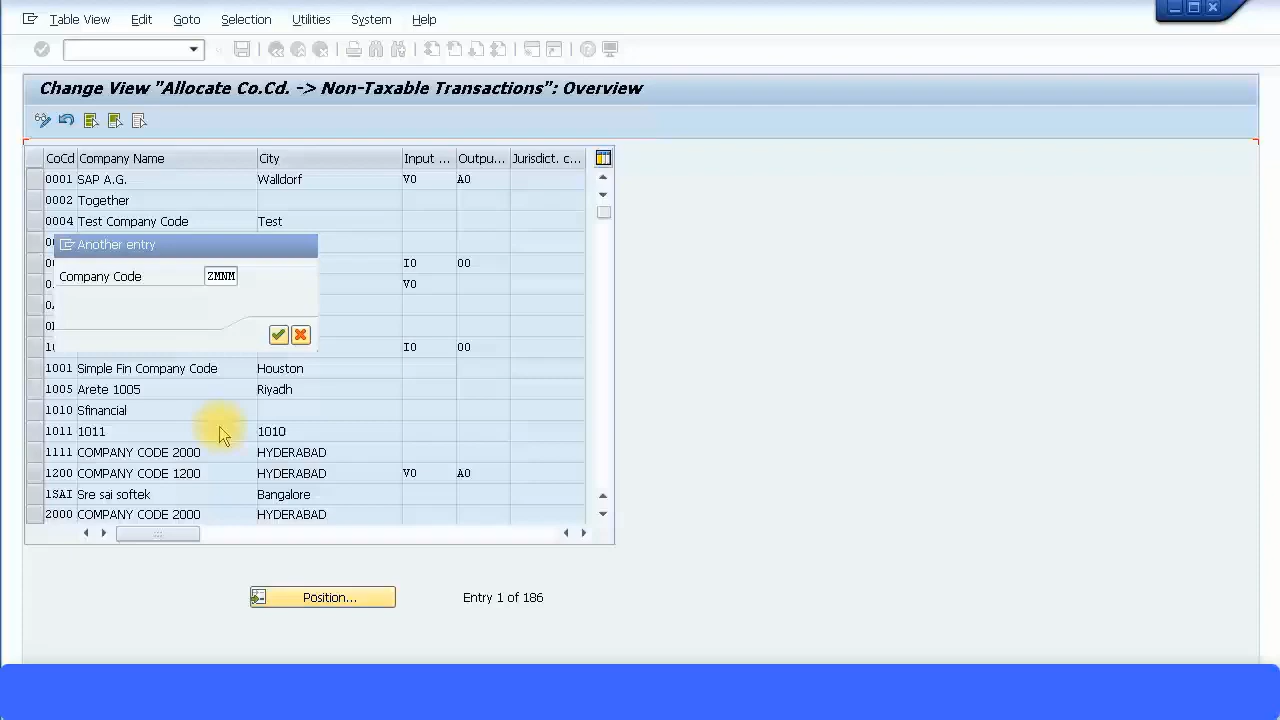 Table View Edit Goto Selection Utilities System Help
Change View "Allocate Co.Cd. -> Non-Taxable Transactions": Overview
CoCd Company Name City Input ... Outpu... Jurisdict. c...
0001 SAP A.G. Walldorf V0 A0
0002 Together
0004 Test Company Code Test
Another entry
I0 O0
Company Code ZMNM
V0
I0 O0
1001 Simple Fin Company Code Houston
1005 Arete 1005 Riyadh
1010 Sfinancial
1011 1011 1010
1111 COMPANY CODE 2000 HYDERABAD
1200 COMPANY CODE 1200 HYDERABAD V0 A0
1SAI Sre sai softek Bangalore
2000 COMPANY CODE 2000 HYDERABAD
Position... Entry 1 of 186